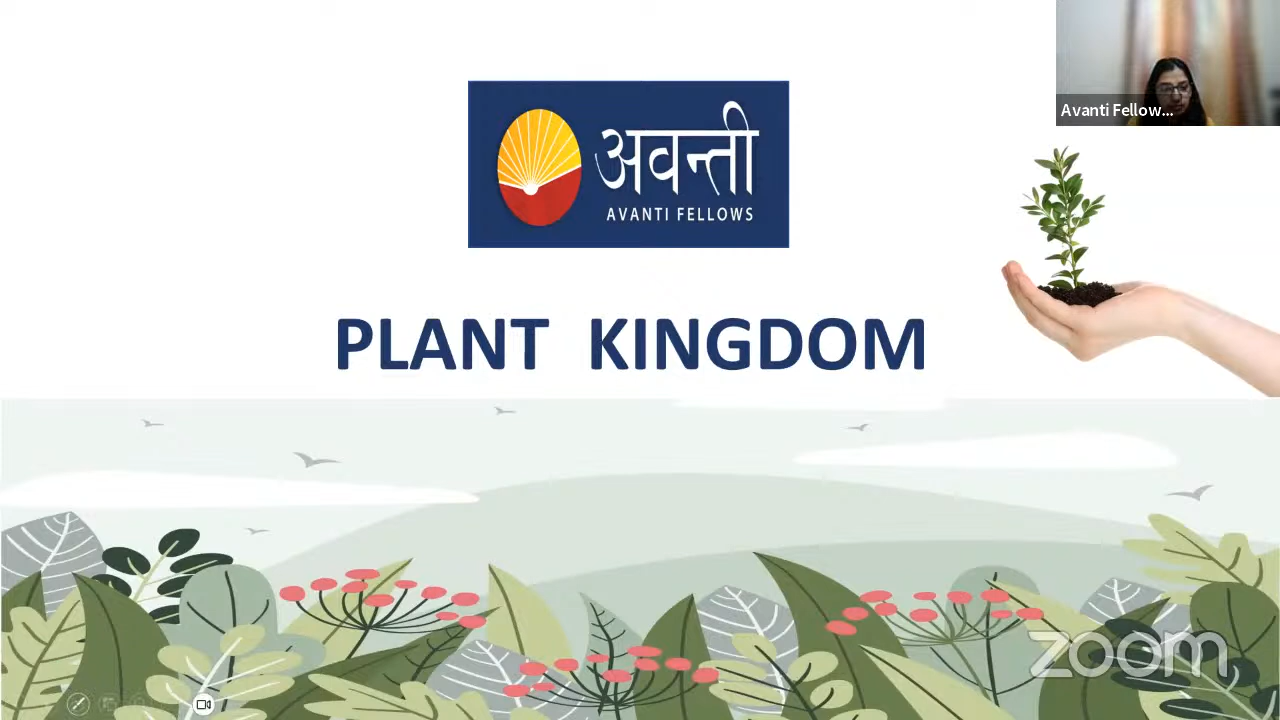 Avanti Fellow...
अवन्ती
AVANTI FELLOWS
PLANT KINGDOM
zoom